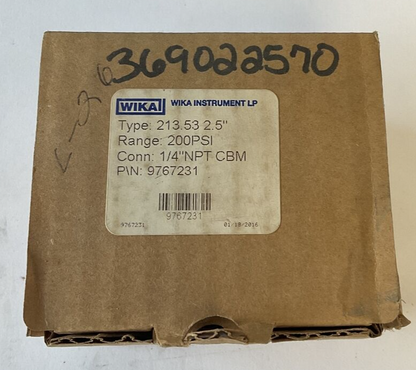 369022570
WIKA WIKA INSTRUMENT LP
Type: 213.53 2.5"
Range: 200PSI
Conn: 1/4"NPT CBM
P\N: 9767231
9767231
9767231 01/18/2016